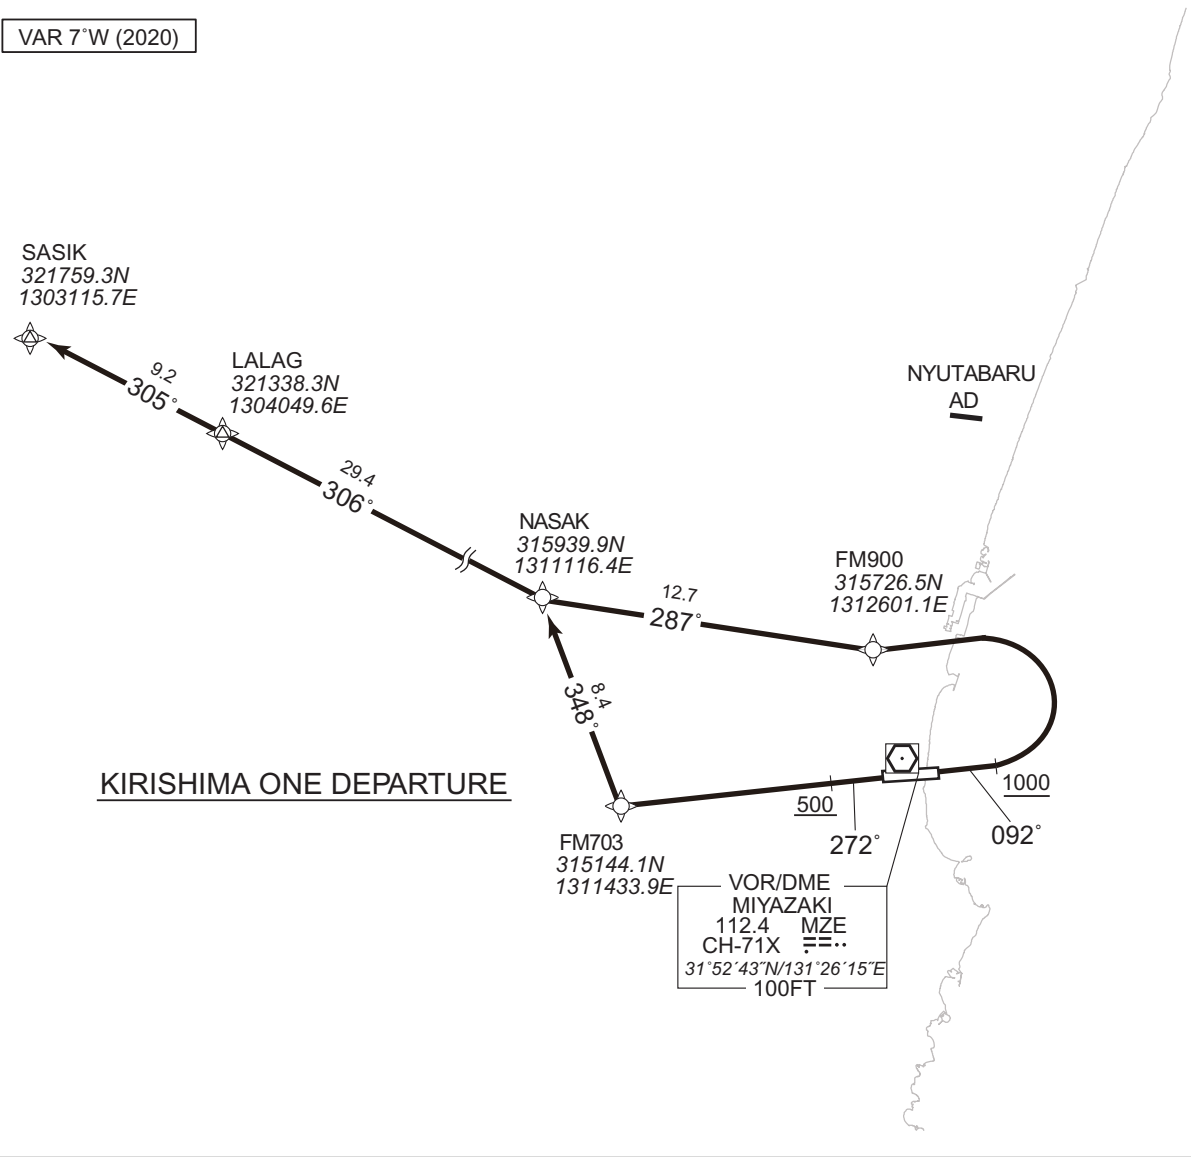 VAR 7˚W (2020)
SASIK
321759.3N
1303115.7E
9.2
305˚
LALAG
321338.3N
1304049.6E
29.4
306˚
NYUTABARU
AD
NASAK
315939.9N
1311116.4E
12.7
287˚
FM900
315726.5N
1312601.1E
8.4
348˚
KIRISHIMA ONE DEPARTURE
500
1000
272˚
092˚
FM703
315144.1N
1311433.9E
VOR/DME
MIYAZAKI
112.4 MZE
CH-71X
31˚52´43˝N/131˚26´15˝E
100FT